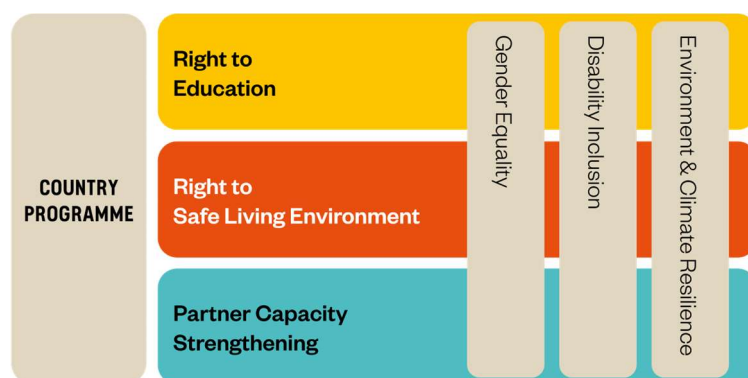 COUNTRY
PROGRAMME
Right to
Education
Right to
Safe Living Environment
Partner Capacity
Strengthening
Gender Equality
Disability Inclusion
Environment & Climate Resilience